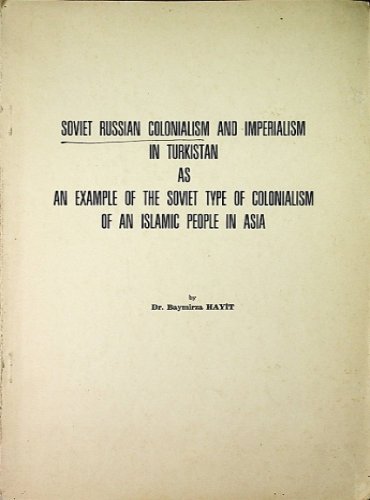 SOVIET RUSSIAN COLONIALISM AND IMPERIALISM
IN TURKISTAN
AS
AN EXAMPLE OF THE SOVIET TYPE OF COLONIALISM
OF AN ISLAMIC PEOPLE IN ASIA
by
Dr. Baymirza HAYİT